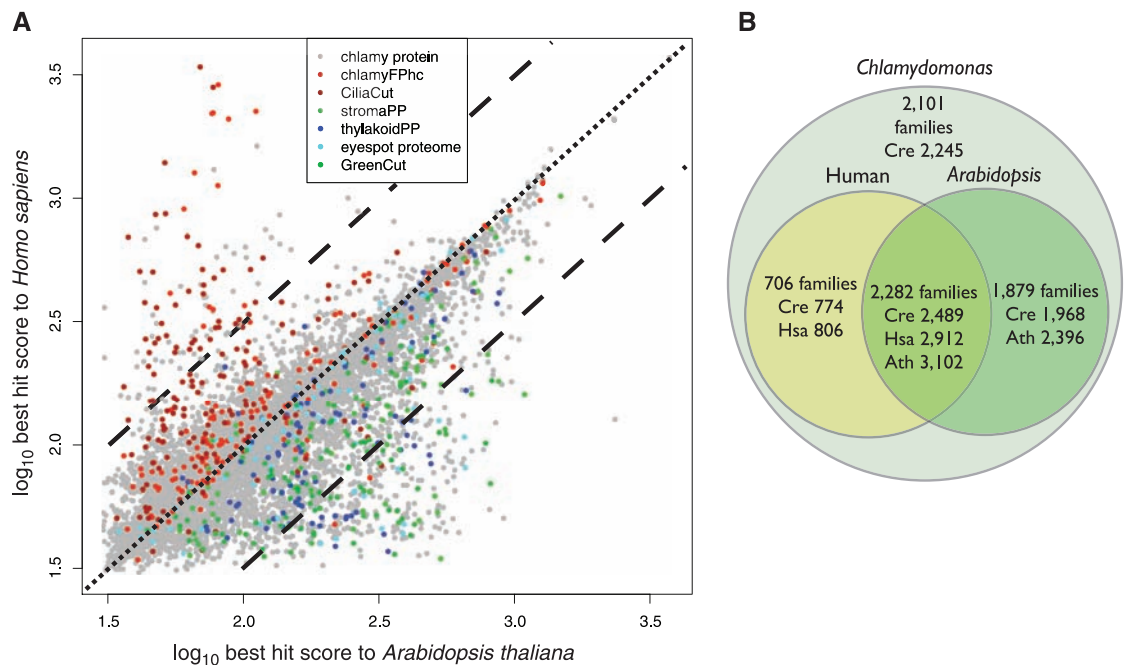 A
log10 best hit score to Homo sapiens
3.5
3.0
2.5
2.0
1.5
chlamy protein
chlamyFPhc
CiliaCut
stromaPP
thylakoidPP
eyespot proteome
GreenCut
1.5 2.0 2.5 3.0 3.5
log10 best hit score to Arabidopsis thaliana
B
Chlamydomonas
2,101
families
Cre 2,245
Human
Arabidopsis
706 families
Cre 774
Hsa 806
2,282 families
Cre 2,489
Hsa 2,912
Ath 3,102
1,879 families
Cre 1,968
Ath 2,396